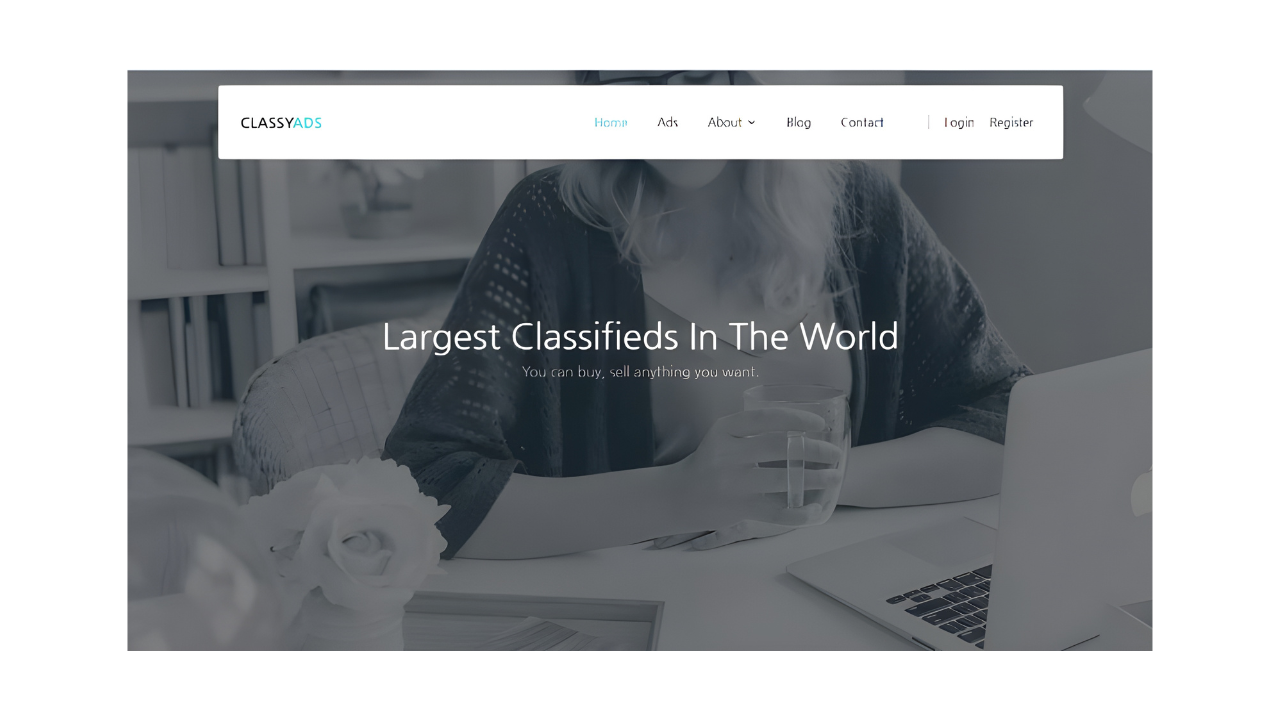 CLASSYADS Home Ads About Blog Contact Login Register
Largest Classifieds In The World
You can buy, sell anything you want.